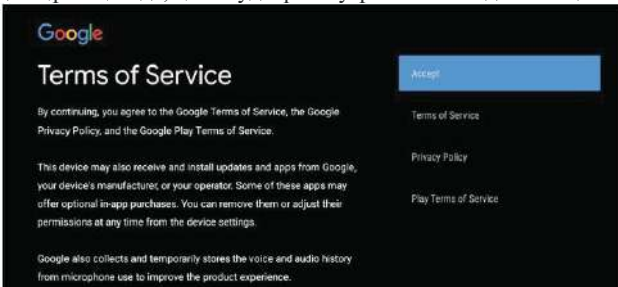 Google
Terms of Service
By continuing, you agree to the Google Terms of Service, the Google
Privacy Policy, and the Google Play Terms of Service.
This device may also receive and install updates and apps from Google,
your device's manufacturer, or your operator. Some of these apps may
offer optional in-app purchases. You can remove them or adjust their
permissions at any time from the device settings.
Google also collects and temporarily stores the voice and audio history
from microphone use to improve the product experience.
Accept
Terms of Service
Privacy Policy
Play Terms of Service